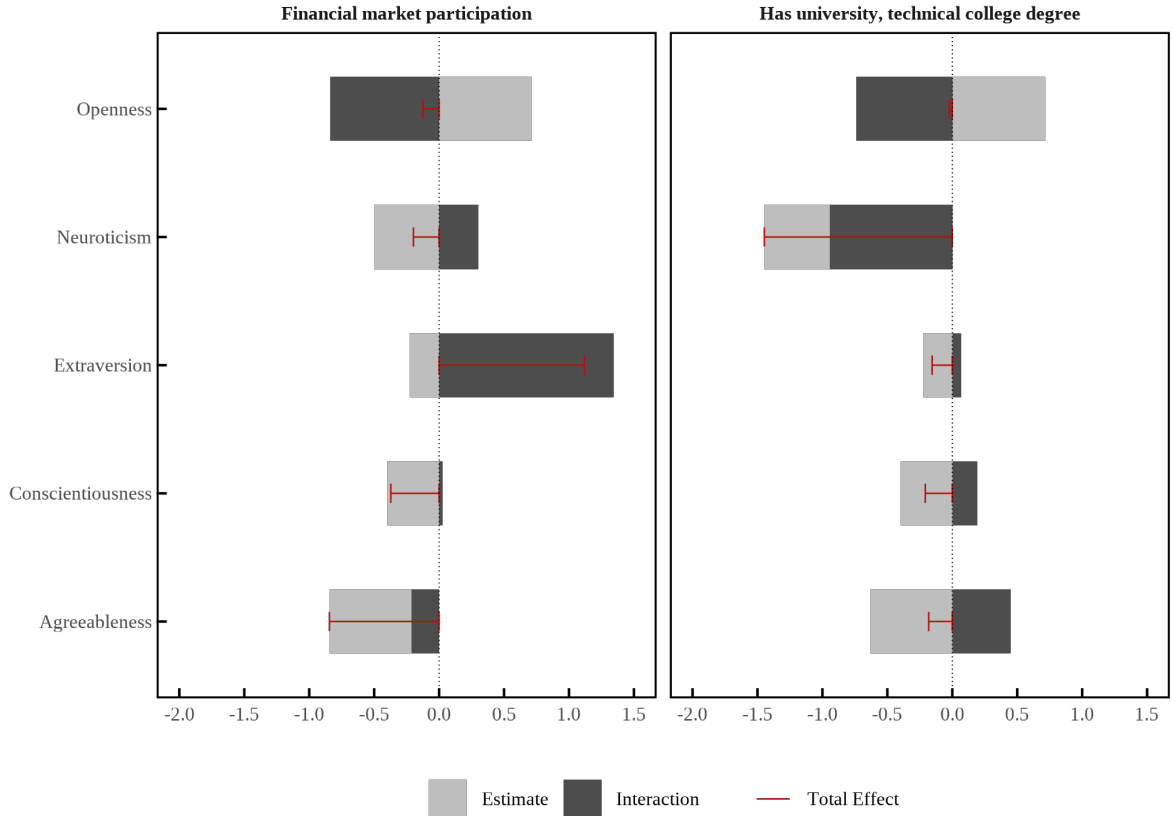 Financial market participation Has university, technical college degree
Openness
Neuroticism
Extraversion
Conscientiousness
Agreeableness
-2.0 -1.5 -1.0 -0.5 0.0 0.5 1.0 1.5 -2.0 -1.5 -1.0 -0.5 0.0 0.5 1.0 1.5
Estimate Interaction Total Effect